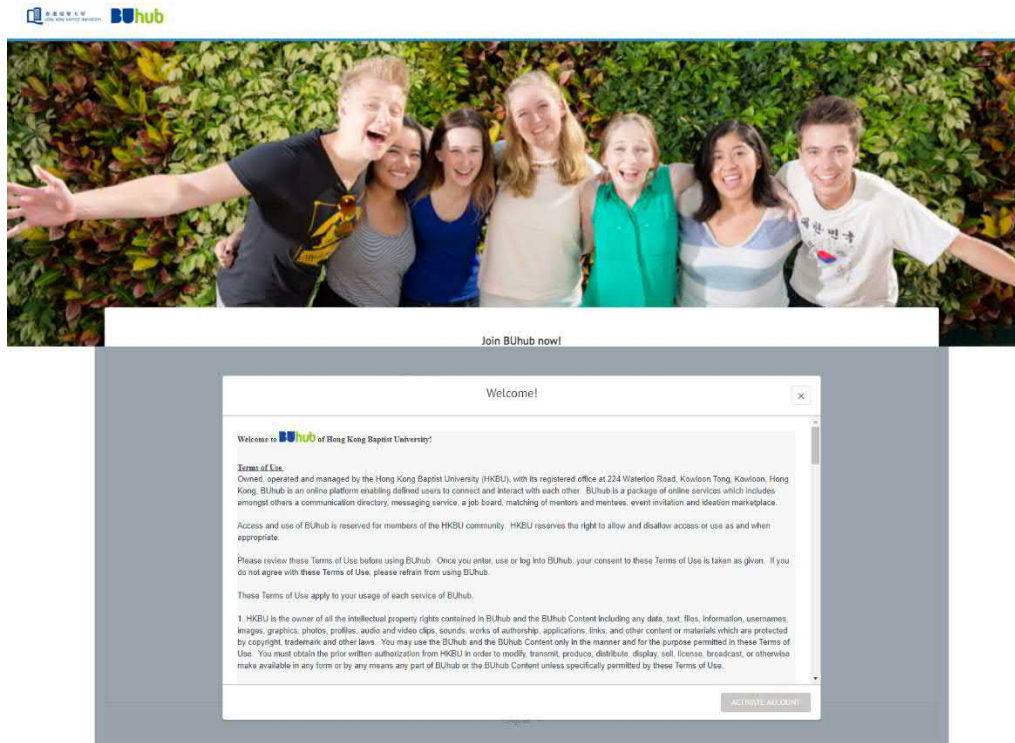 香港浸會大學
HONG KONG BAPTIST UNIVERSITY
BUhub
대한민국
Join BUhub now!
Welcome!
×
Welcome to BUhub of Hong Kong Baptist University!
Terms of Use
Owned, operated and managed by the Hong Kong Baptist University (HKBU), with its registered office at 224 Waterloo Road, Kowloon Tong, Kowloon, Hong
Kong, BUhub is an online platform enabling defined users to connect and interact with each other. BUhub is a package of online services which includes
amongst others a communication directory, messaging service, a job board, matching of mentors and mentees, event invitation and ideation marketplace.
Access and use of BUhub is reserved for members of the HKBU community. HKBU reserves the right to allow and disallow access or use as and when
appropriate.
Please review these Terms of Use before using BUhub. Once you enter, use or log into BUhub, your consent to these Terms of Use is taken as given. If you
do not agree with these Terms of Use, please refrain from using BUhub.
These Terms of Use apply to your usage of each service of BUhub.
1. HKBU is the owner of all the intellectual property rights contained in BUhub and the BUhub Content including any data, text, files, information, usernames,
images, graphics, photos, profiles, audio and video clips, sounds, works of authorship, applications, links, and other content or materials which are protected
by copyright, trademark and other laws. You may use the BUhub and the BUhub Content only in the manner and for the purpose permitted in these Terms of
Use. You must obtain the prior written authorization from HKBU in order to modify, transmit, produce, distribute, display, sell, license, broadcast, or otherwise
make available in any form or by any means any part of BUhub or the BUhub Content unless specifically permitted by these Terms of Use.
ACTIVATE ACCOUNT